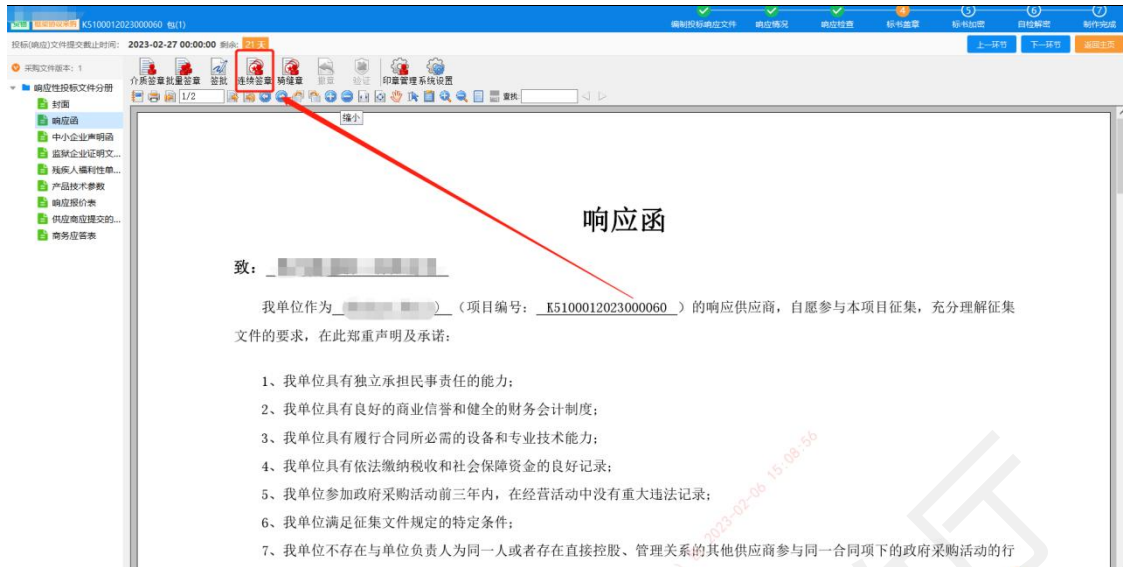 K5100012023000060 包(1)
编制投标响应文件 响应情况 响应检查 标书盖章 标书加密 自检解密 制作完成
4 5 6 7
投标(响应)文件提交截止时间: 2023-02-27 00:00:00 剩余: 21 天
上一环节 下一环节 返回主页
采购文件版本: 1
介质签章 批量签章 签批 连续签章 骑缝章 撤章 验证 印章管理 系统设置
1/2 查找:
缩小
响应性投标文件分册
封面
响应函
中小企业声明函
监狱企业证明文...
残疾人福利性单...
产品技术参数
响应报价表
供应商应提交的...
商务应答表
响应函
致:
我单位作为 (项目编号: K5100012023000060 )的响应供应商,自愿参与本项目征集,充分理解征集
文件的要求,在此郑重声明及承诺:
1、我单位具有独立承担民事责任的能力;
2、我单位具有良好的商业信誉和健全的财务会计制度;
3、我单位具有履行合同所必需的设备和专业技术能力;
4、我单位具有依法缴纳税收和社会保障资金的良好记录;
5、我单位参加政府采购活动前三年内,在经营活动中没有重大违法记录;
6、我单位满足征集文件规定的特定条件;
7、我单位不存在与单位负责人为同一人或者存在直接控股、管理关系的其他供应商参与同一合同项下的政府采购活动的行
2023-02-06 15:08:56
行